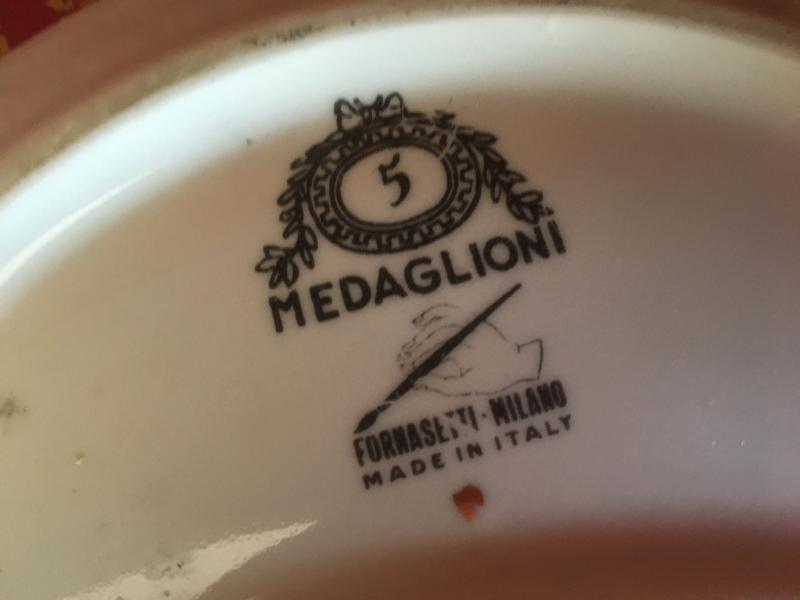 5
MEDAGLIONI
FORNASETTI · MILANO
MADE IN ITALY